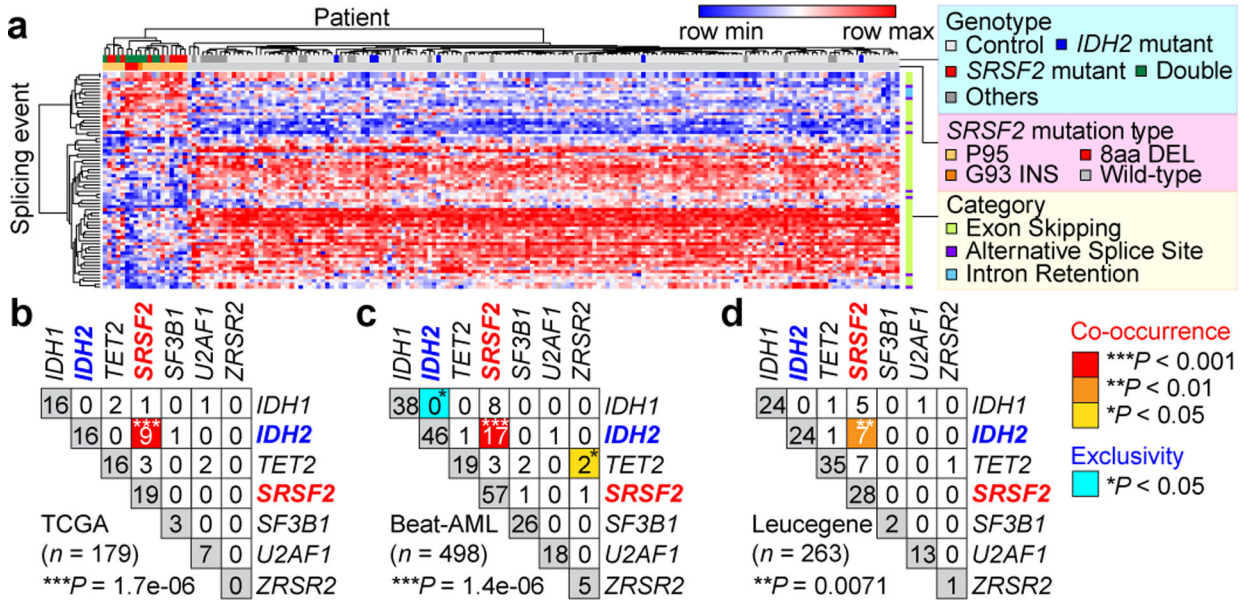 a
Patient
row min
row max
Splicing event
Genotype
Control
IDH2 mutant
SRSF2 mutant
Double
Others
SRSF2 mutation type
P95
8aa DEL
G93 INS
Wild-type
Category
Exon Skipping
Alternative Splice Site
Intron Retention
b
IDH1 IDH2 TET2 SRSF2 SF3B1 U2AF1 ZRSR2
16 0 2 1 0 1 0 IDH1
16 0 ***9 1 0 0 IDH2
16 3 0 2 0 TET2
19 0 0 0 SRSF2
TCGA
3 0 0 SF3B1
(n = 179)
7 0 U2AF1
***P = 1.7e-06
0 ZRSR2
c
IDH1 IDH2 TET2 SRSF2 SF3B1 U2AF1 ZRSR2
38 0* 0 8 0 0 0 IDH1
46 1 ***17 0 1 0 IDH2
19 3 2 0 2* TET2
57 1 0 1 SRSF2
Beat-AML
26 0 0 SF3B1
(n = 498)
18 0 U2AF1
***P = 1.4e-06
5 ZRSR2
d
IDH1 IDH2 TET2 SRSF2 SF3B1 U2AF1 ZRSR2
24 0 1 5 0 1 0 IDH1
24 1 **7 0 0 0 IDH2
35 7 0 0 1 TET2
28 0 0 0 SRSF2
Leucegene
2 0 0 SF3B1
(n = 263)
13 0 U2AF1
**P = 0.0071
1 ZRSR2
Co-occurrence
***P < 0.001
**P < 0.01
*P < 0.05
Exclusivity
*P < 0.05